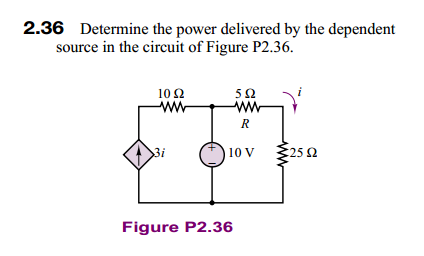 2.36 Determine the power delivered by the dependent
source in the circuit of Figure P2.36.
10 Ω 5 Ω i
R
3i + – 10 V 25 Ω
Figure P2.36